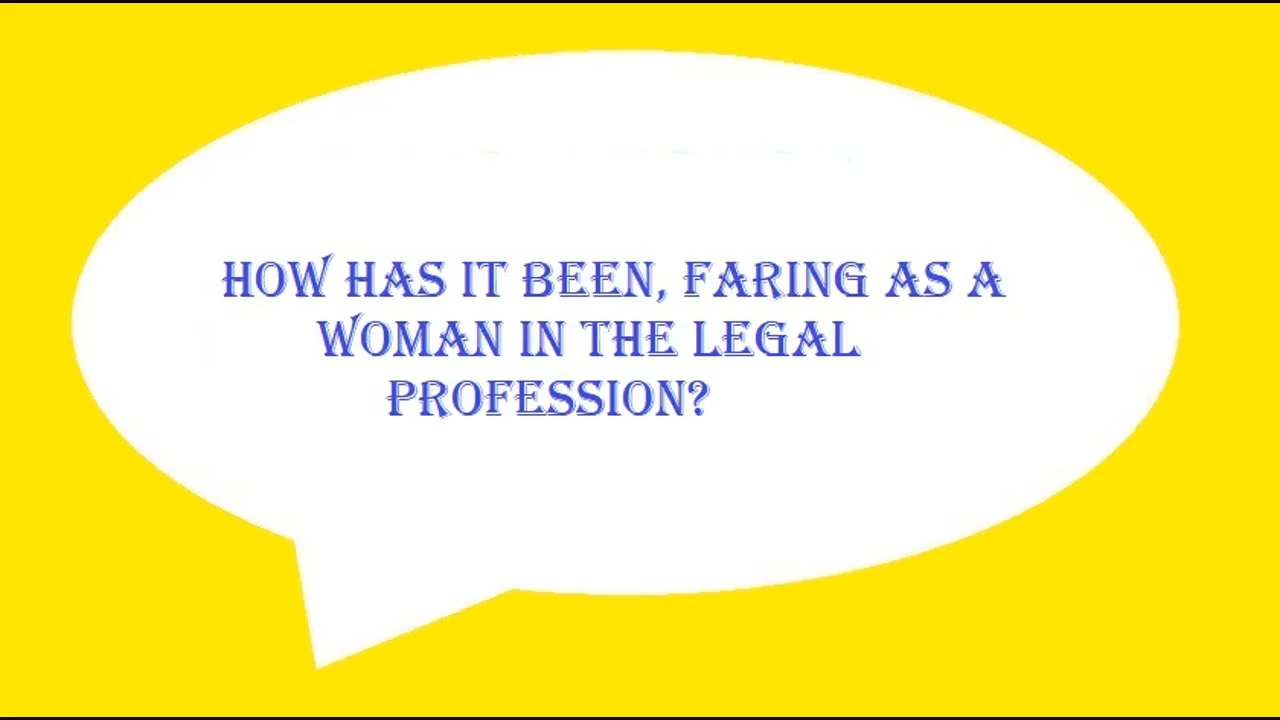 HOW HAS IT BEEN, FARING AS A
WOMAN IN THE LEGAL
PROFESSION?